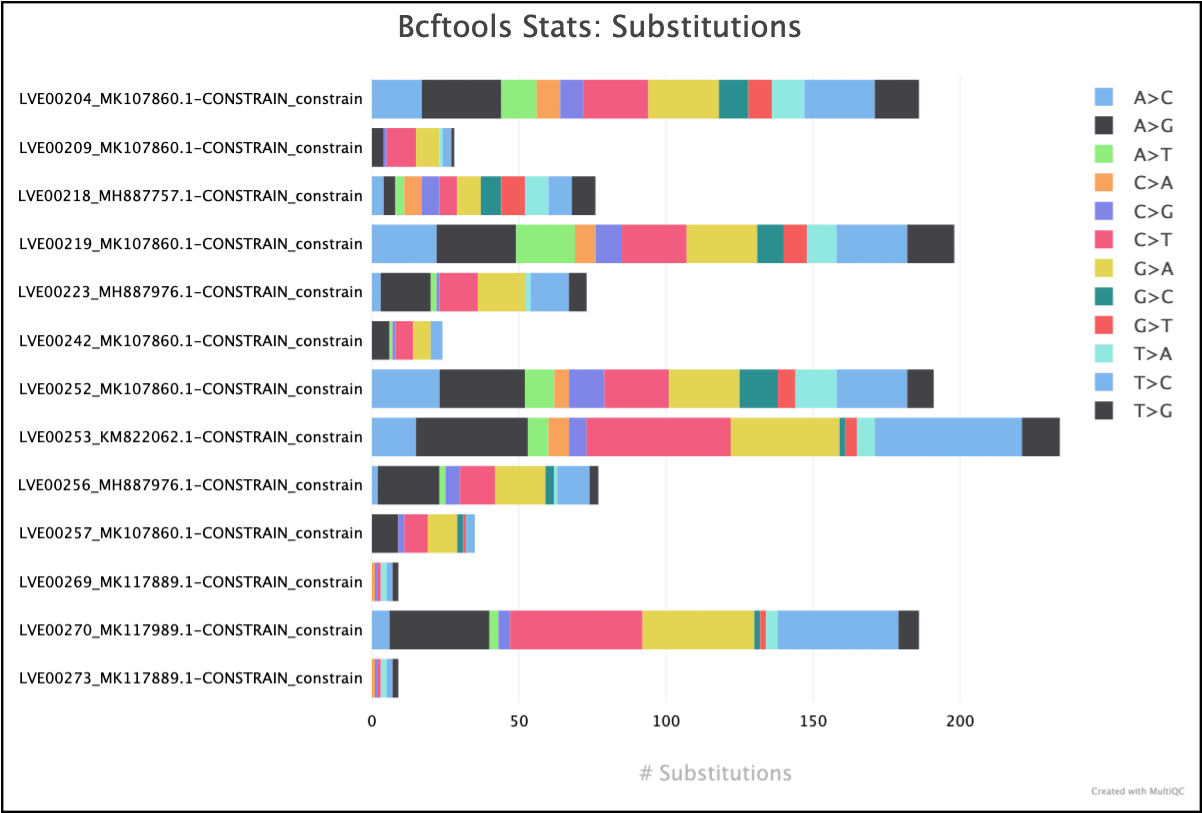 Bcftools Stats: Substitutions
LVE00204_MK107860.1-CONSTRAIN_constrain
LVE00209_MK107860.1-CONSTRAIN_constrain
LVE00218_MH887757.1-CONSTRAIN_constrain
LVE00219_MK107860.1-CONSTRAIN_constrain
LVE00223_MH887976.1-CONSTRAIN_constrain
LVE00242_MK107860.1-CONSTRAIN_constrain
LVE00252_MK107860.1-CONSTRAIN_constrain
LVE00253_KM822062.1-CONSTRAIN_constrain
LVE00256_MH887976.1-CONSTRAIN_constrain
LVE00257_MK107860.1-CONSTRAIN_constrain
LVE00269_MK117889.1-CONSTRAIN_constrain
LVE00270_MK117989.1-CONSTRAIN_constrain
LVE00273_MK117889.1-CONSTRAIN_constrain
0 50 100 150 200
# Substitutions
A>C
A>G
A>T
C>A
C>G
C>T
G>A
G>C
G>T
T>A
T>C
T>G
Created with MultiQC